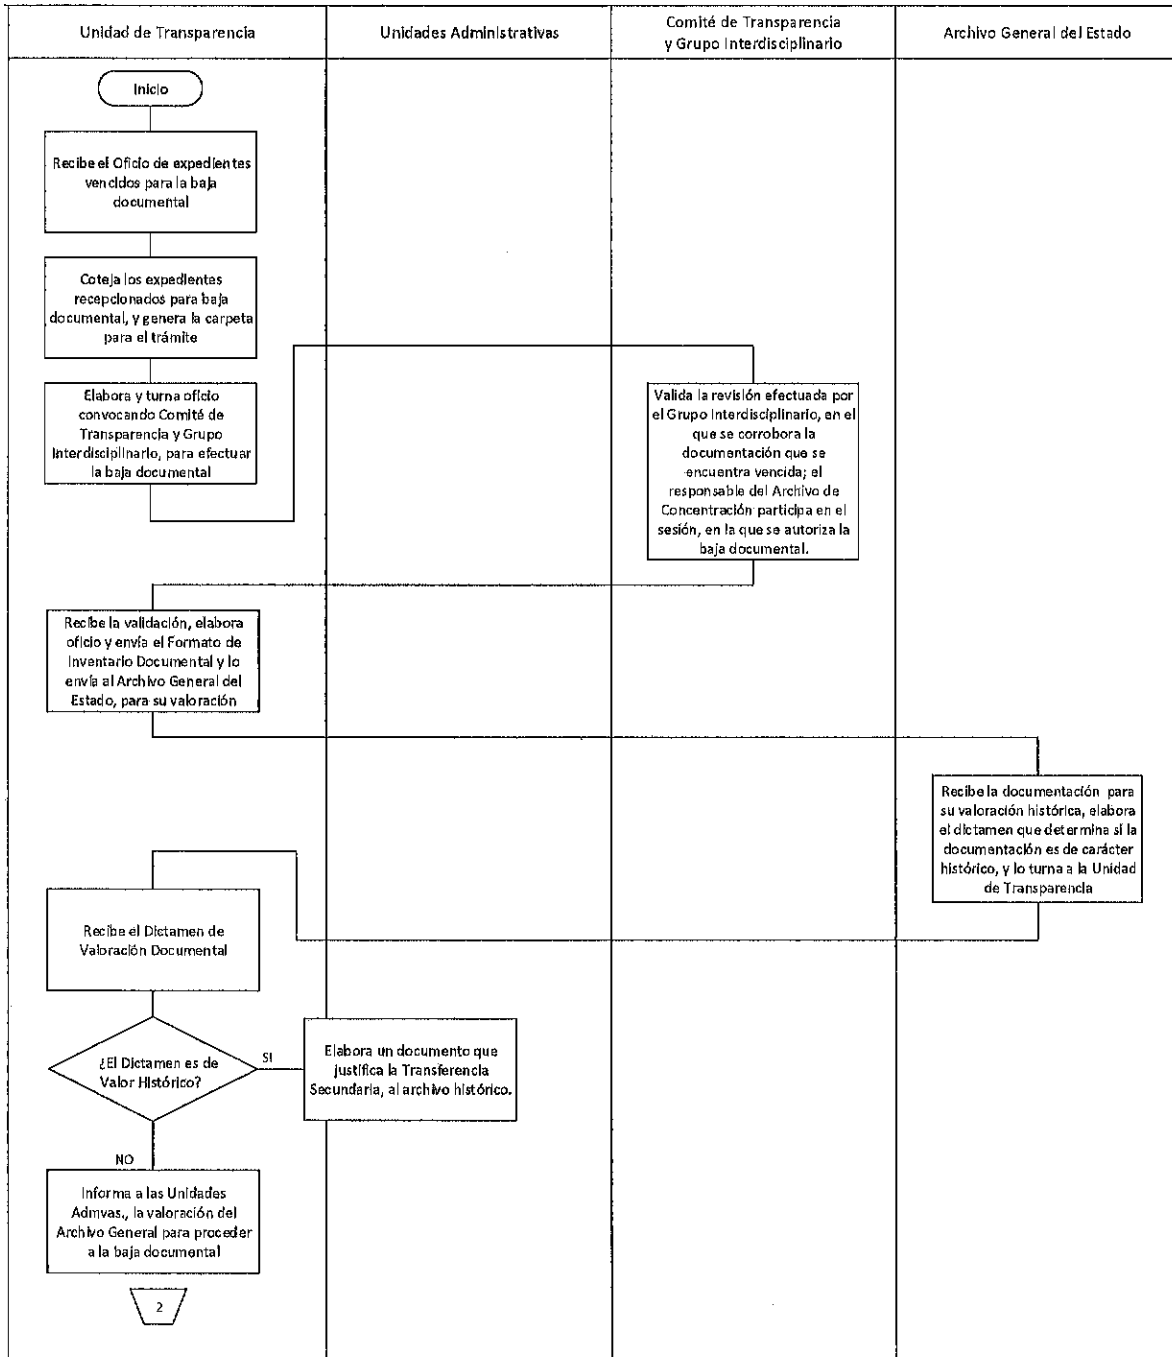 Unidad de Transparencia
Unidades Administrativas
Comité de Transparencia
y Grupo Interdisciplinario
Archivo General del Estado
Inicio
Recibe el Oficio de expedientes
vencidos para la baja
documental
Coteja los expedientes
recepcionados para baja
documental, y genera la carpeta
para el trámite
Elabora y turna oficio
convocando Comité de
Transparencia y Grupo
Interdisciplinario, para efectuar
la baja documental
Valida la revisión efectuada por
el Grupo Interdisciplinario, en el
que se corrobora la
documentación que se
encuentra vencida; el
responsable del Archivo de
Concentración participa en el
sesión, en la que se autoriza la
baja documental.
Recibe la validación, elabora
oficio y envía el Formato de
Inventario Documental y lo
envía al Archivo General del
Estado, para su valoración
Recibe la documentación para
su valoración histórica, elabora
el dictamen que determina si la
documentación es de carácter
histórico, y lo turna a la Unidad
de Transparencia
Recibe el Dictamen de
Valoración Documental
¿El Dictamen es de
Valor Histórico?
SI
Elabora un documento que
justifica la Transferencia
Secundaria, al archivo histórico.
NO
Informa a las Unidades
Admvas., la valoración del
Archivo General para proceder
a la baja documental
2